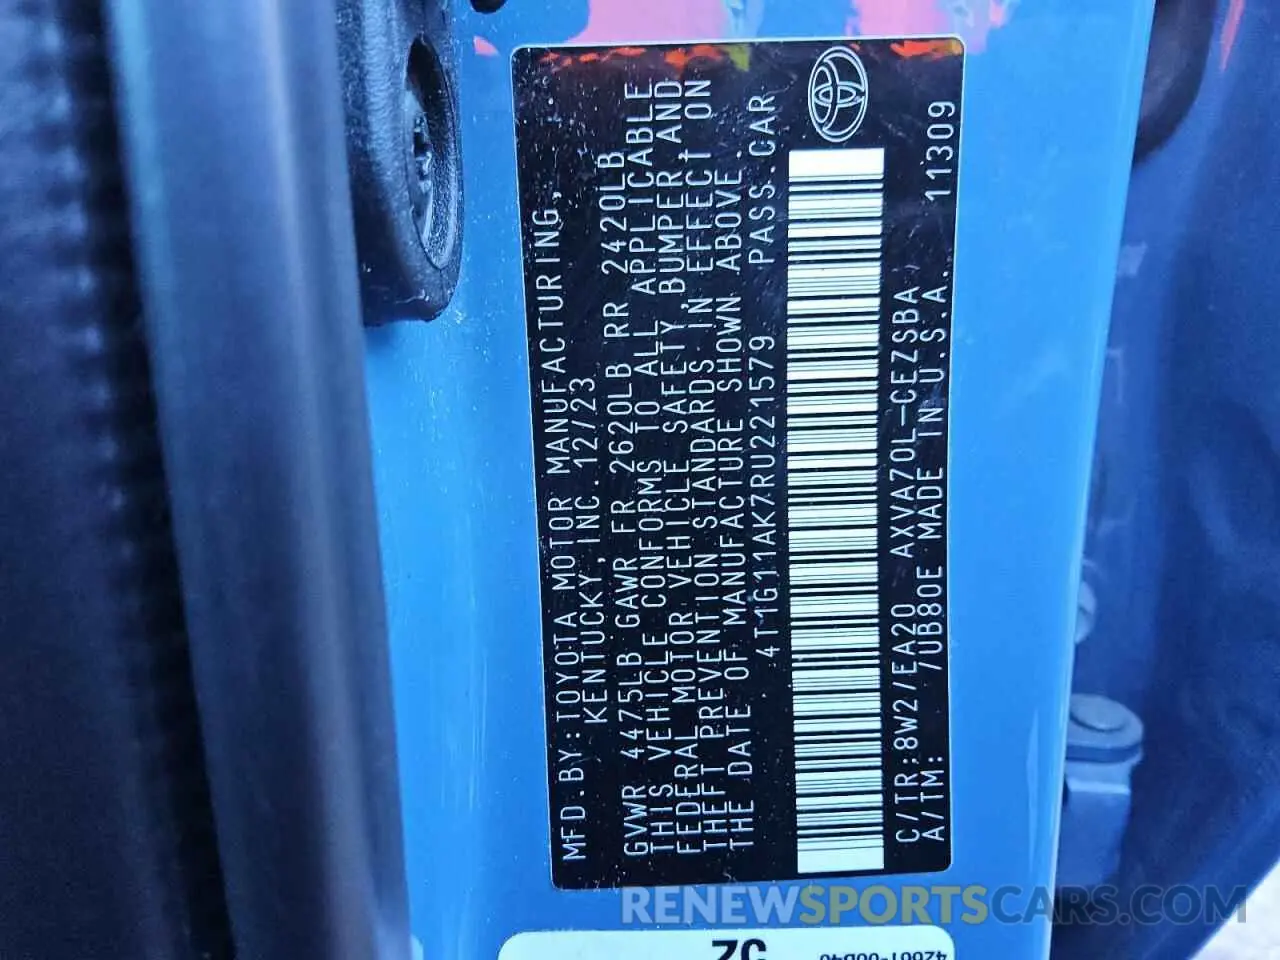 MFD.BY:TOYOTA MOTOR MANUFACTURING,
KENTUCKY,INC. 12/23
GVWR 4475LB GAWR FR 2620LB RR 2420LB
THIS VEHICLE CONFORMS TO ALL APPLICABLE
FEDERAL MOTOR VEHICLE SAFETY,BUMPER,AND
THEFT PREVENTION STANDARDS IN EFFECT ON
THE DATE OF MANUFACTURE SHOWN ABOVE.
4T1G11AK7RU221579 PASS.CAR
C/TR:8W2/EA20 AXVA70L-CEZSBA
A/TM: /UB80E MADE IN U.S.A. 11309
RENEWSPORTSCARS.COM